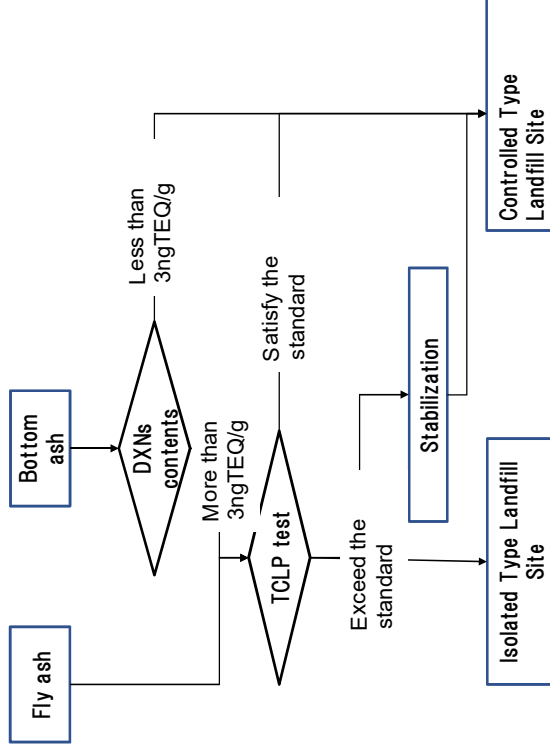 Fly ash
Bottom
ash
DXNs
contents
Less than
3ngTEQ/g
More than
3ngTEQ/g
TCLP test
Satisfy the
standard
Exceed the
standard
Stabilization
Isolated Type Landfill
Site
Controlled Type
Landfill Site